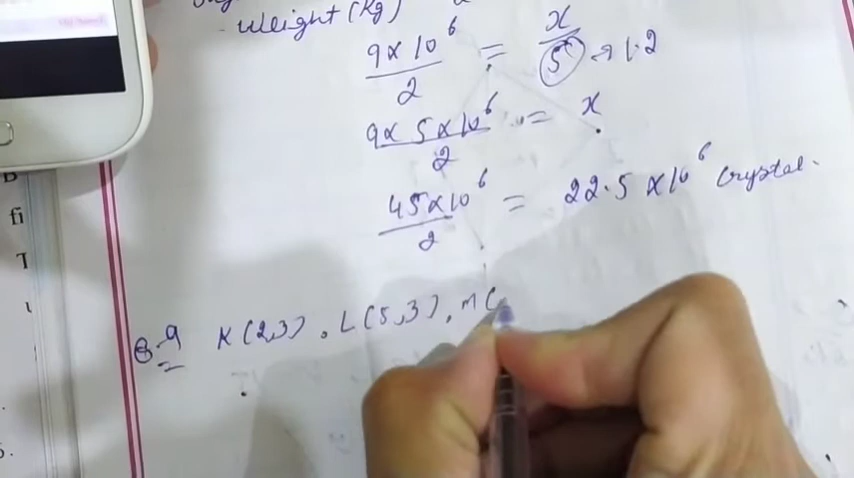 Weight (Kg)
9 x 10^6 / 2 = x / 5 → 1.2
9 x 5 x 10^6 / 2 = x
45 x 10^6 / 2 = 22.5 x 10^6 Crystal.
Q-9 K(2,3), L(5,3), M(
fi
T